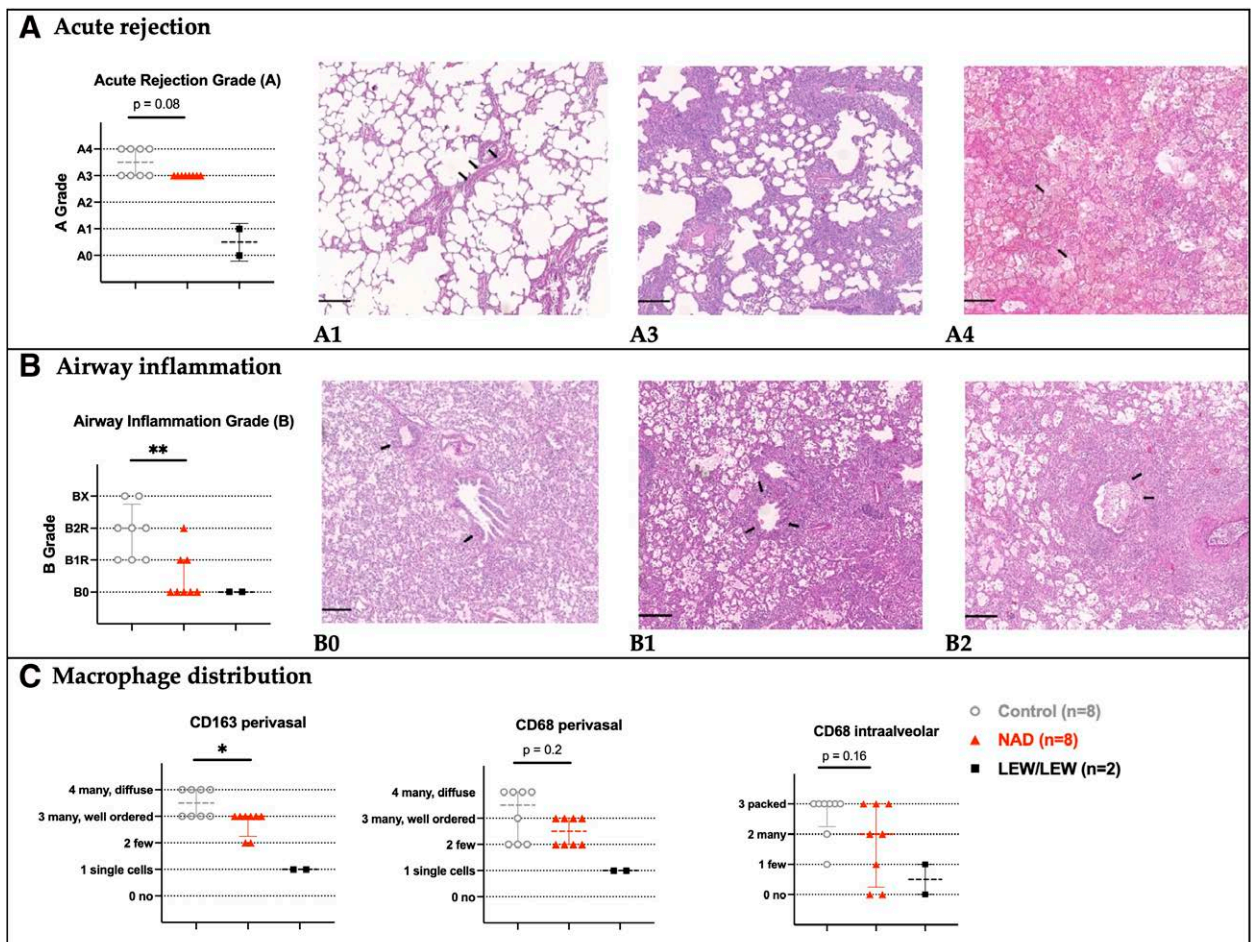 A Acute rejection
Acute Rejection Grade (A)
p = 0.08
A Grade
A4
A3
A2
A1
A0
A1
A3
A4
B Airway inflammation
Airway Inflammation Grade (B)
**
B Grade
BX
B2R
B1R
B0
B0
B1
B2
C Macrophage distribution
CD163 perivasal
*
4 many, diffuse
3 many, well ordered
2 few
1 single cells
0 no
CD68 perivasal
p = 0.2
4 many, diffuse
3 many, well ordered
2 few
1 single cells
0 no
CD68 intraalveolar
p = 0.16
3 packed
2 many
1 few
0 no
Control (n=8)
NAD (n=8)
LEW/LEW (n=2)